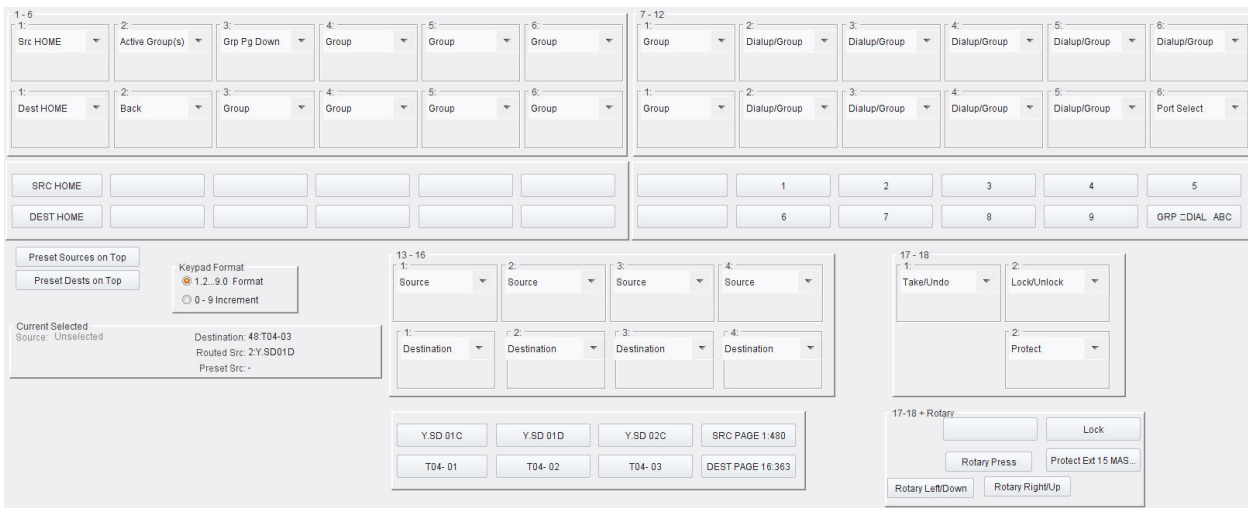 1 - 6
7 - 12
1: 2: 3: 4: 5: 6: 1: 2: 3: 4: 5: 6:
Src HOME Active Group(s) Grp Pg Down Group Group Group Group Dialup/Group Dialup/Group Dialup/Group Dialup/Group Dialup/Group
1: 2: 3: 4: 5: 6: 1: 2: 3: 4: 5: 6:
Dest HOME Back Group Group Group Group Group Dialup/Group Dialup/Group Dialup/Group Dialup/Group Port Select
SRC HOME 1 2 3 4 5
DEST HOME 6 7 8 9 GRP DIAL ABC
Preset Sources on Top
Preset Dests on Top
Keypad Format
1.2...9.0 Format
0 - 9 Increment
Current Selected
Source: Unselected Destination: 48:T04-03
Routed Src: 2:Y.SD01D
Preset Src: -
13 - 16
1: 2: 3: 4:
Source Source Source Source
1: 2: 3: 4:
Destination Destination Destination Destination
17 - 18
1: 2:
Take/Undo Lock/Unlock
2:
Protect
Y.SD 01C Y.SD 01D Y.SD 02C SRC PAGE 1:480
T04- 01 T04- 02 T04- 03 DEST PAGE 16:363
17-18 + Rotary
Lock
Rotary Press Protect Ext 15 MAS...
Rotary Left/Down Rotary Right/Up